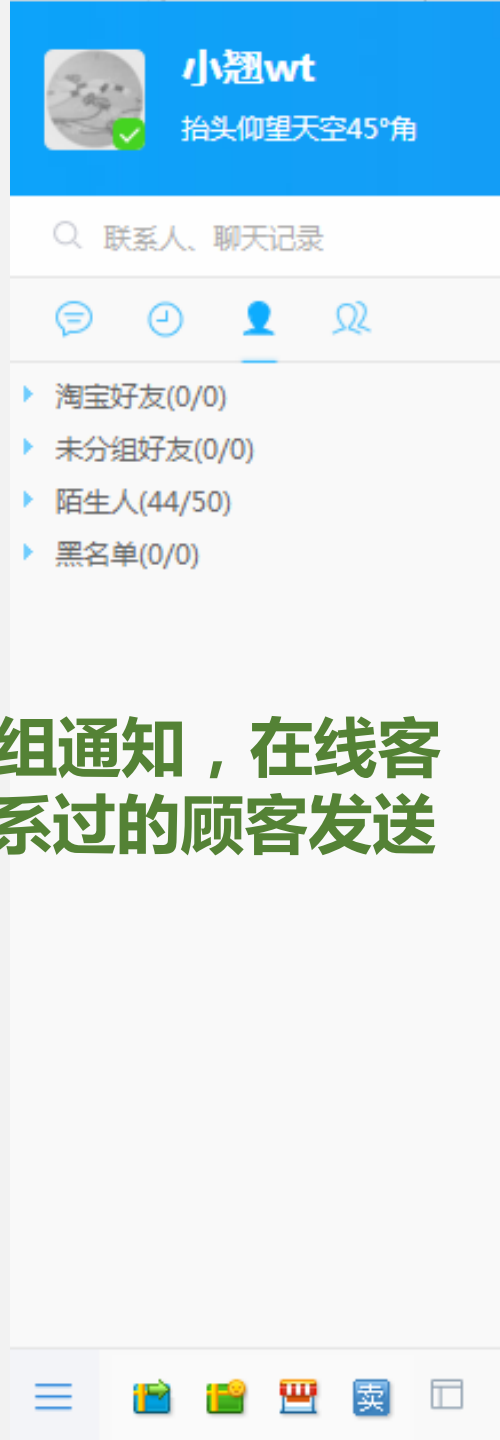 小翘wt
抬头仰望天空45°角
联系人、聊天记录
淘宝好友(0/0)
未分组好友(0/0)
陌生人(44/50)
黑名单(0/0)
组通知，在线客
系过的顾客发送
卖